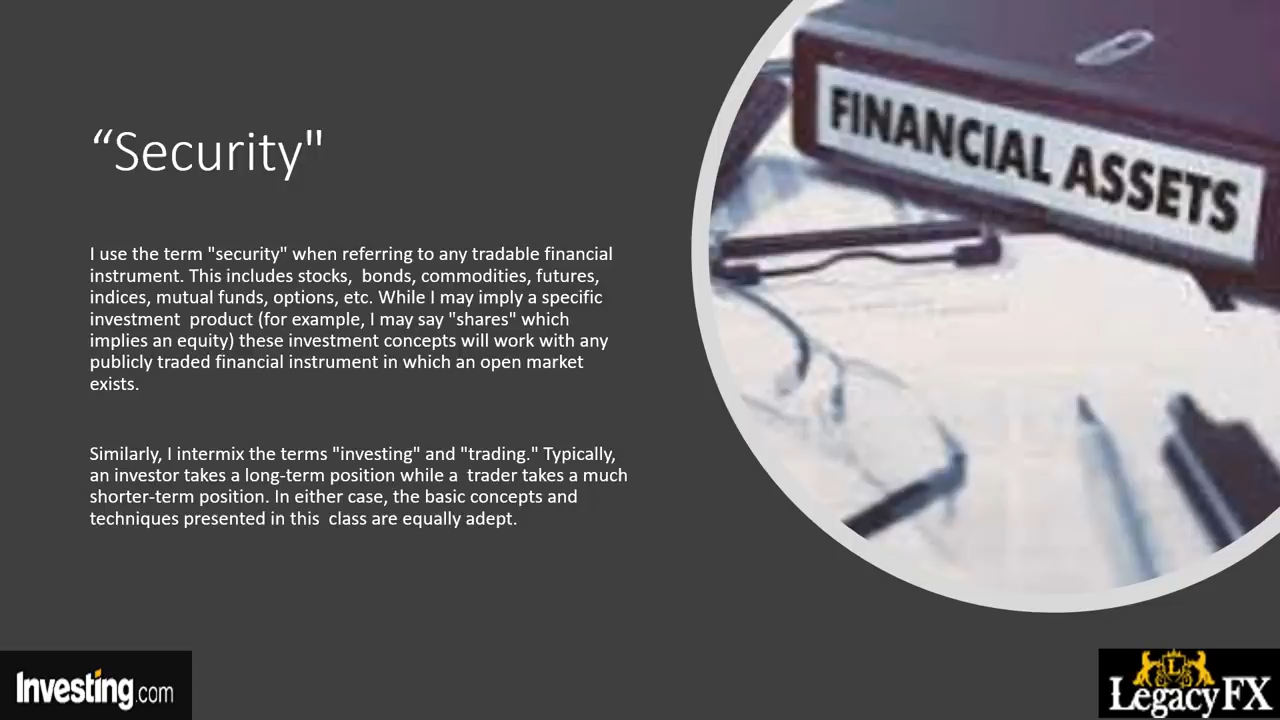 “Security"
FINANCIAL ASSETS
I use the term "security" when referring to any tradable financial
instrument. This includes stocks,  bonds, commodities, futures,
indices, mutual funds, options, etc. While I may imply a specific
investment  product (for example, I may say "shares" which
implies an equity) these investment concepts will work with any
publicly traded financial instrument in which an open market
exists.
Similarly, I intermix the terms "investing" and "trading." Typically,
an investor takes a long-term position while a  trader takes a much
shorter-term position. In either case, the basic concepts and
techniques presented in this  class are equally adept.
Investing.com
L
LegacyFX